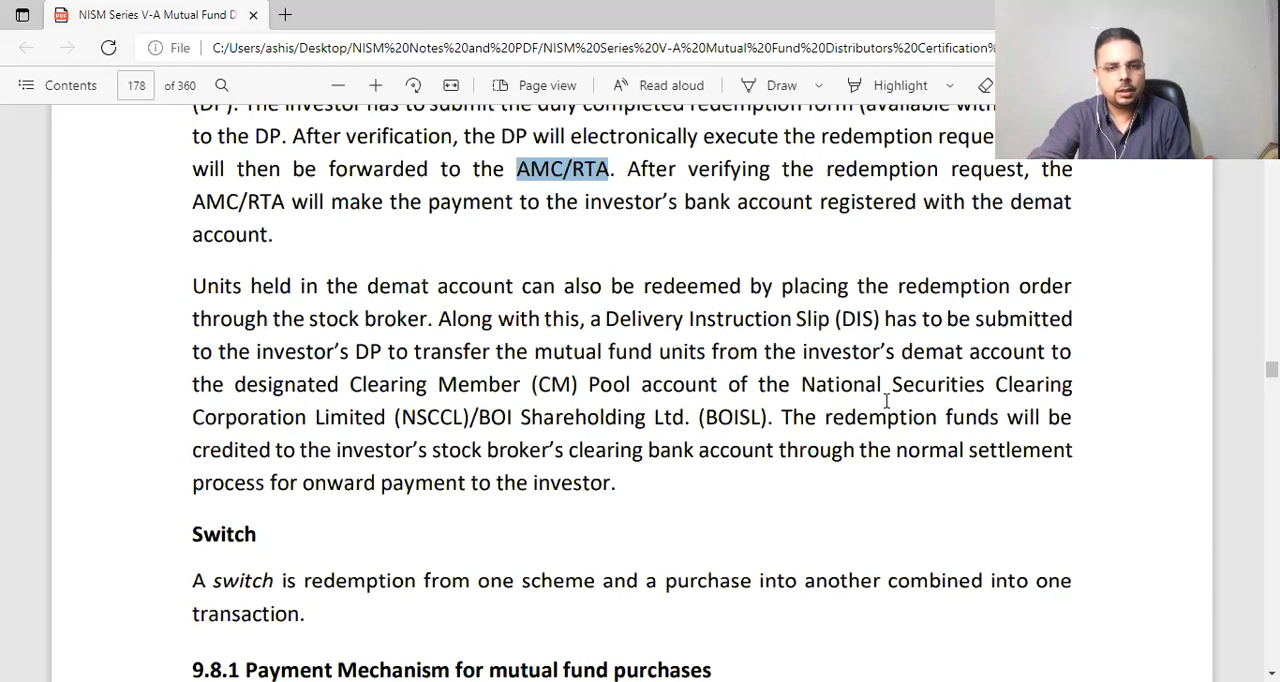 NISM Series V-A Mutual Fund D
File C:/Users/ashis/Desktop/NISM%20Notes%20and%20PDF/NISM%20Series%20V-A%20Mutual%20Fund%20Distributors%20Certification%
Contents 178 of 360 Page view Read aloud Draw Highlight
to the DP. After verification, the DP will electronically execute the redemption
will then be forwarded to the AMC/RTA. After verifying the redemption request, the
AMC/RTA will make the payment to the investor's bank account registered with the demat
account.
Units held in the demat account can also be redeemed by placing the redemption order
through the stock broker. Along with this, a Delivery Instruction Slip (DIS) has to be submitted
to the investor's DP to transfer the mutual fund units from the investor's demat account to
the designated Clearing Member (CM) Pool account of the National Securities Clearing
Corporation Limited (NSCCL)/BOI Shareholding Ltd. (BOISL). The redemption funds will be
credited to the investor's stock broker's clearing bank account through the normal settlement
process for onward payment to the investor.
Switch
A switch is redemption from one scheme and a purchase into another combined into one
transaction.
9.8.1 Payment Mechanism for mutual fund purchases